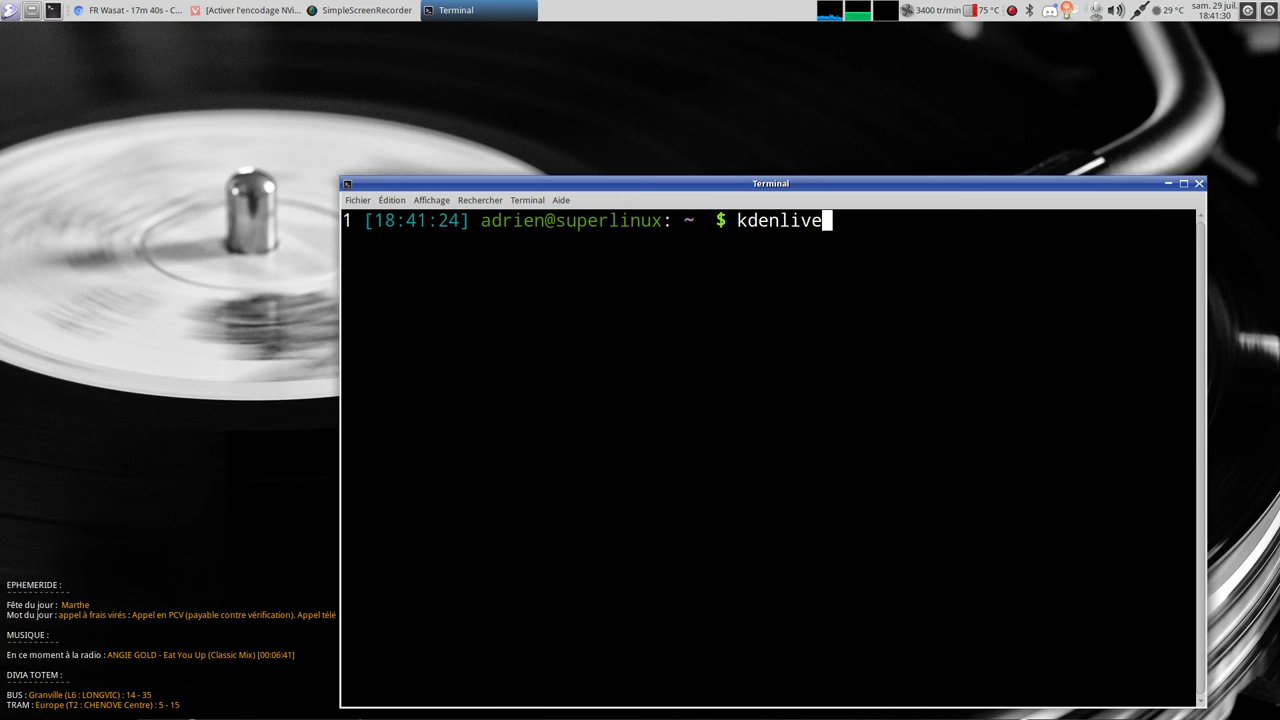 FR Wasat - 17m 40s - C...
[Activer l'encodage NVi...
SimpleScreenRecorder
Terminal
3400 tr/min
75 °C
29 °C
sam. 29 juil.
18:41:30
Terminal
Fichier Édition Affichage Rechercher Terminal Aide
1 [18:41:24] adrien@superlinux: ~ $ kdenlive
EPHEMERIDE :
Fête du jour : Marthe
Mot du jour : appel à frais virés : Appel en PCV (payable contre vérification). Appel télé
MUSIQUE :
En ce moment à la radio : ANGIE GOLD - Eat You Up (Classic Mix) [00:06:41]
DIVIA TOTEM :
BUS : Granville (L6 : LONGVIC) : 14 - 35
TRAM : Europe (T2 : CHENOVE Centre) : 5 - 15